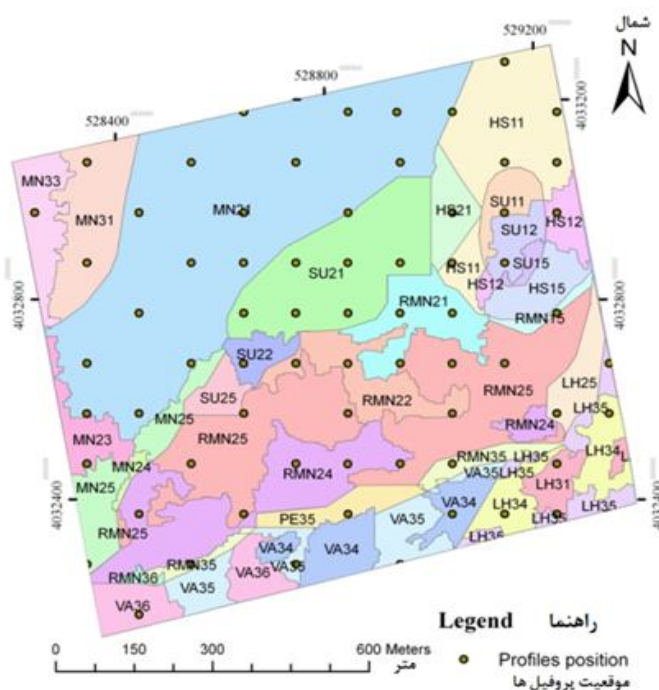 529200
شمال
N
528800
528400
4033200
HS11
MN33
MN31
MN21
HS21
SU11
HS12
SU12
SU21
HS11
SU15
HS12
HS15
4032800
RMN21
RMN15
4032800
SU22
SU25
RMN22
RMN25
LH25
MN25
LH35
MN23
RMN25
RMN24
MN24
RMN24
RMN35
LH35
LH34
MN25
VA35
LH35
LH31
4032400
VA34
LH34
4032400
RMN25
PE35
VA35
LH35
LH35
VA34
VA34
LH35
RMN35
VA35
RMN36
VA35
VA36
VA36
Legend راهنما
0 150 300 600 Meters
متر
Profiles position
موقعیت پروفیل ها